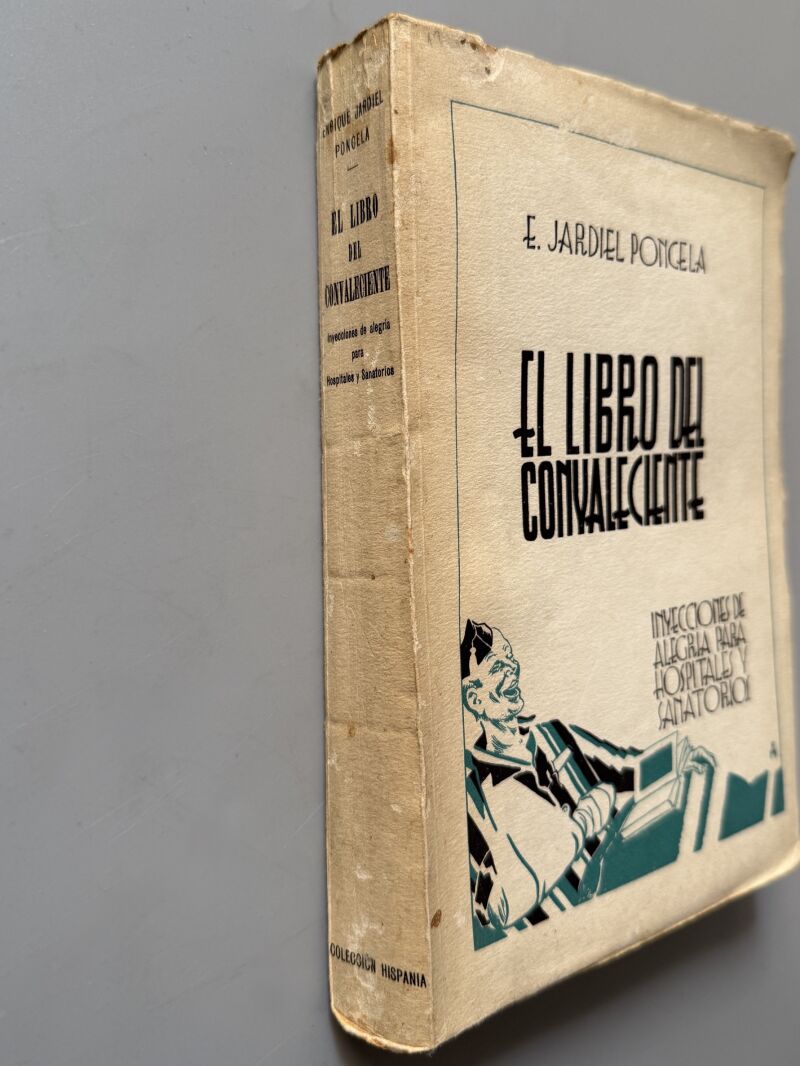 ENRIQUE JARDIEL
PONCELA
EL LIBRO
DEL
CONVALECIENTE
Inyecciones de alegría
para
Hospitales y Sanatorios
COLECCIÓN HISPANIA
E. JARDIEL PONCELA
EL LIBRO DEL
CONVALECIENTE
INYECCIONES DE
ALEGRIA PARA
HOSPITALES Y
SANATORIOS